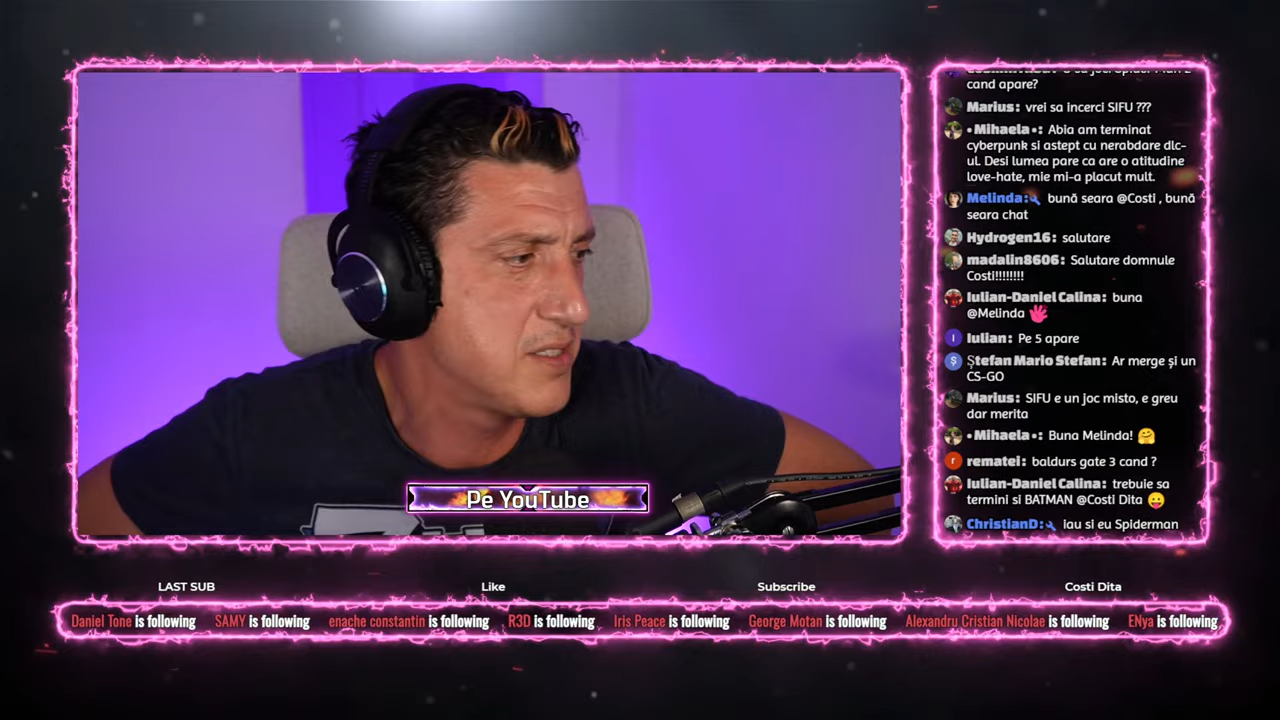 cand apare?
Marius: vrei sa incerci SIFU ???
•Mihaela•: Abia am terminat
cyberpunk si astept cu nerabdare dlc-
ul. Desi lumea pare ca are o atitudine
love-hate, mie mi-a placut mult.
Melinda: bună seara @Costi , bună
seara chat
Hydrogen16: salutare
madalin8606: Salutare domnule
Costi!!!!!!!!
Iulian-Daniel Calina: buna
@Melinda
I
Iulian: Pe 5 apare
Ș
Ștefan Mario Stefan: Ar merge și un
CS-GO
Marius: SIFU e un joc misto, e greu
dar merita
•Mihaela•: Buna Melinda! 🤗
r
rematei: baldurs gate 3 cand ?
Iulian-Daniel Calina: trebuie sa
termini si BATMAN @Costi Dita 😛
ChristianD: iau si eu Spiderman
Pe YouTube
LAST SUB
Like
Subscribe
Costi Dita
Daniel Tone is following SAMY is following enache constantin is following R3D is following Iris Peace is following George Motan is following Alexandru Cristian Nicolae is following ENya is following